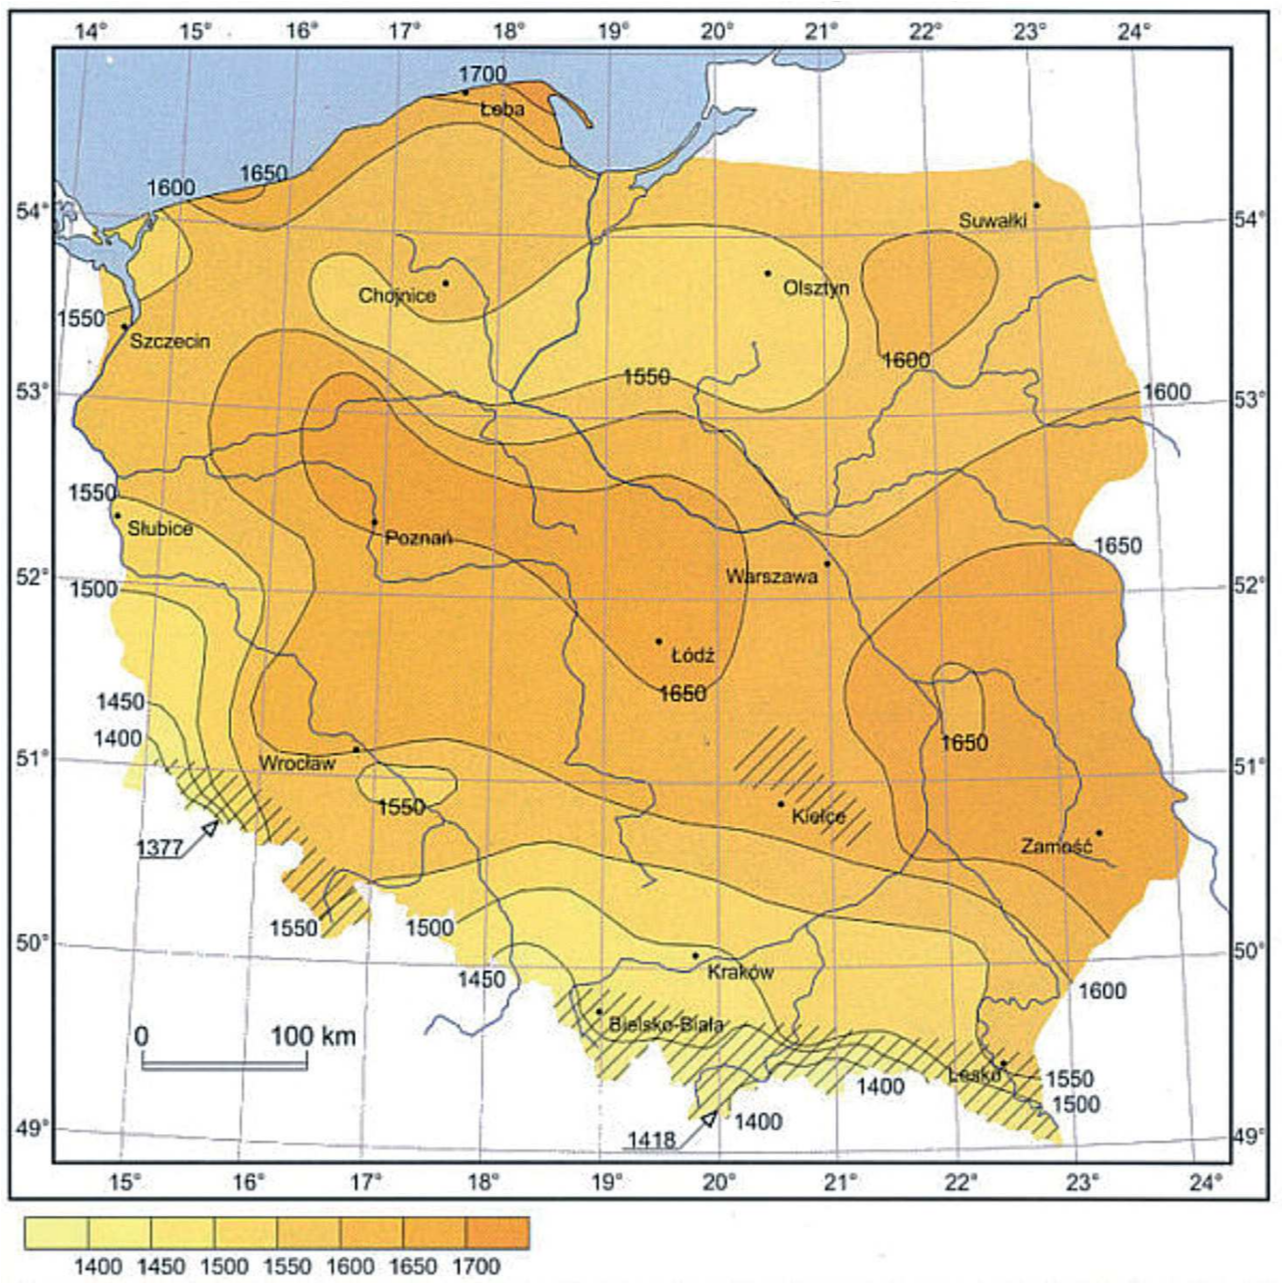 14° 15° 16° 17° 18° 19° 20° 21° 22° 23° 24°
1700
Łeba
1650
1600
54°
54°
Suwałki
Chojnice
Olsztyn
1550
Szczecin
1600
1550
53°
1600
53°
1550
Słubice
Poznań
1650
52°
Warszawa
52°
1500
Łódź
1650
1450
1400
1650
51°
Wrocław
51°
1550
Kielce
1377
Zamość
1550
1500
50°
50°
1450
Kraków
1600
0 100 km
Bielsko-Biała
Lesko
1550
1400
1500
1400
1418
49°
49°
15° 16° 17° 18° 19° 20° 21° 22° 23° 24°
1400 1450 1500 1550 1600 1650 1700